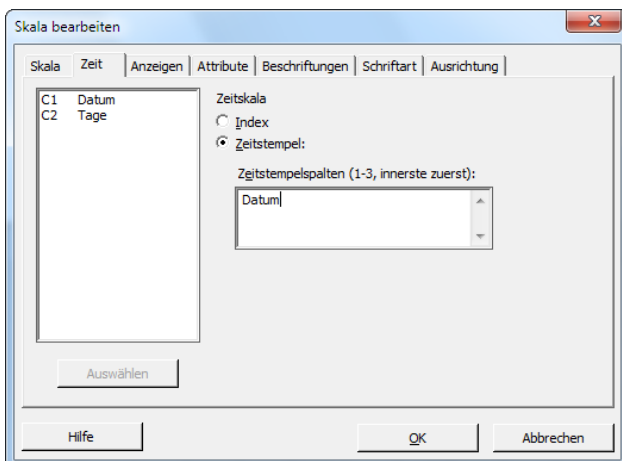 Skala bearbeiten
Skala Zeit Anzeigen Attribute Beschriftungen Schriftart Ausrichtung
C1 Datum
C2 Tage
Zeitskala
Index
Zeitstempel:
Zeitstempelspalten (1-3, innerste zuerst):
Datum
Auswählen
Hilfe
OK
Abbrechen